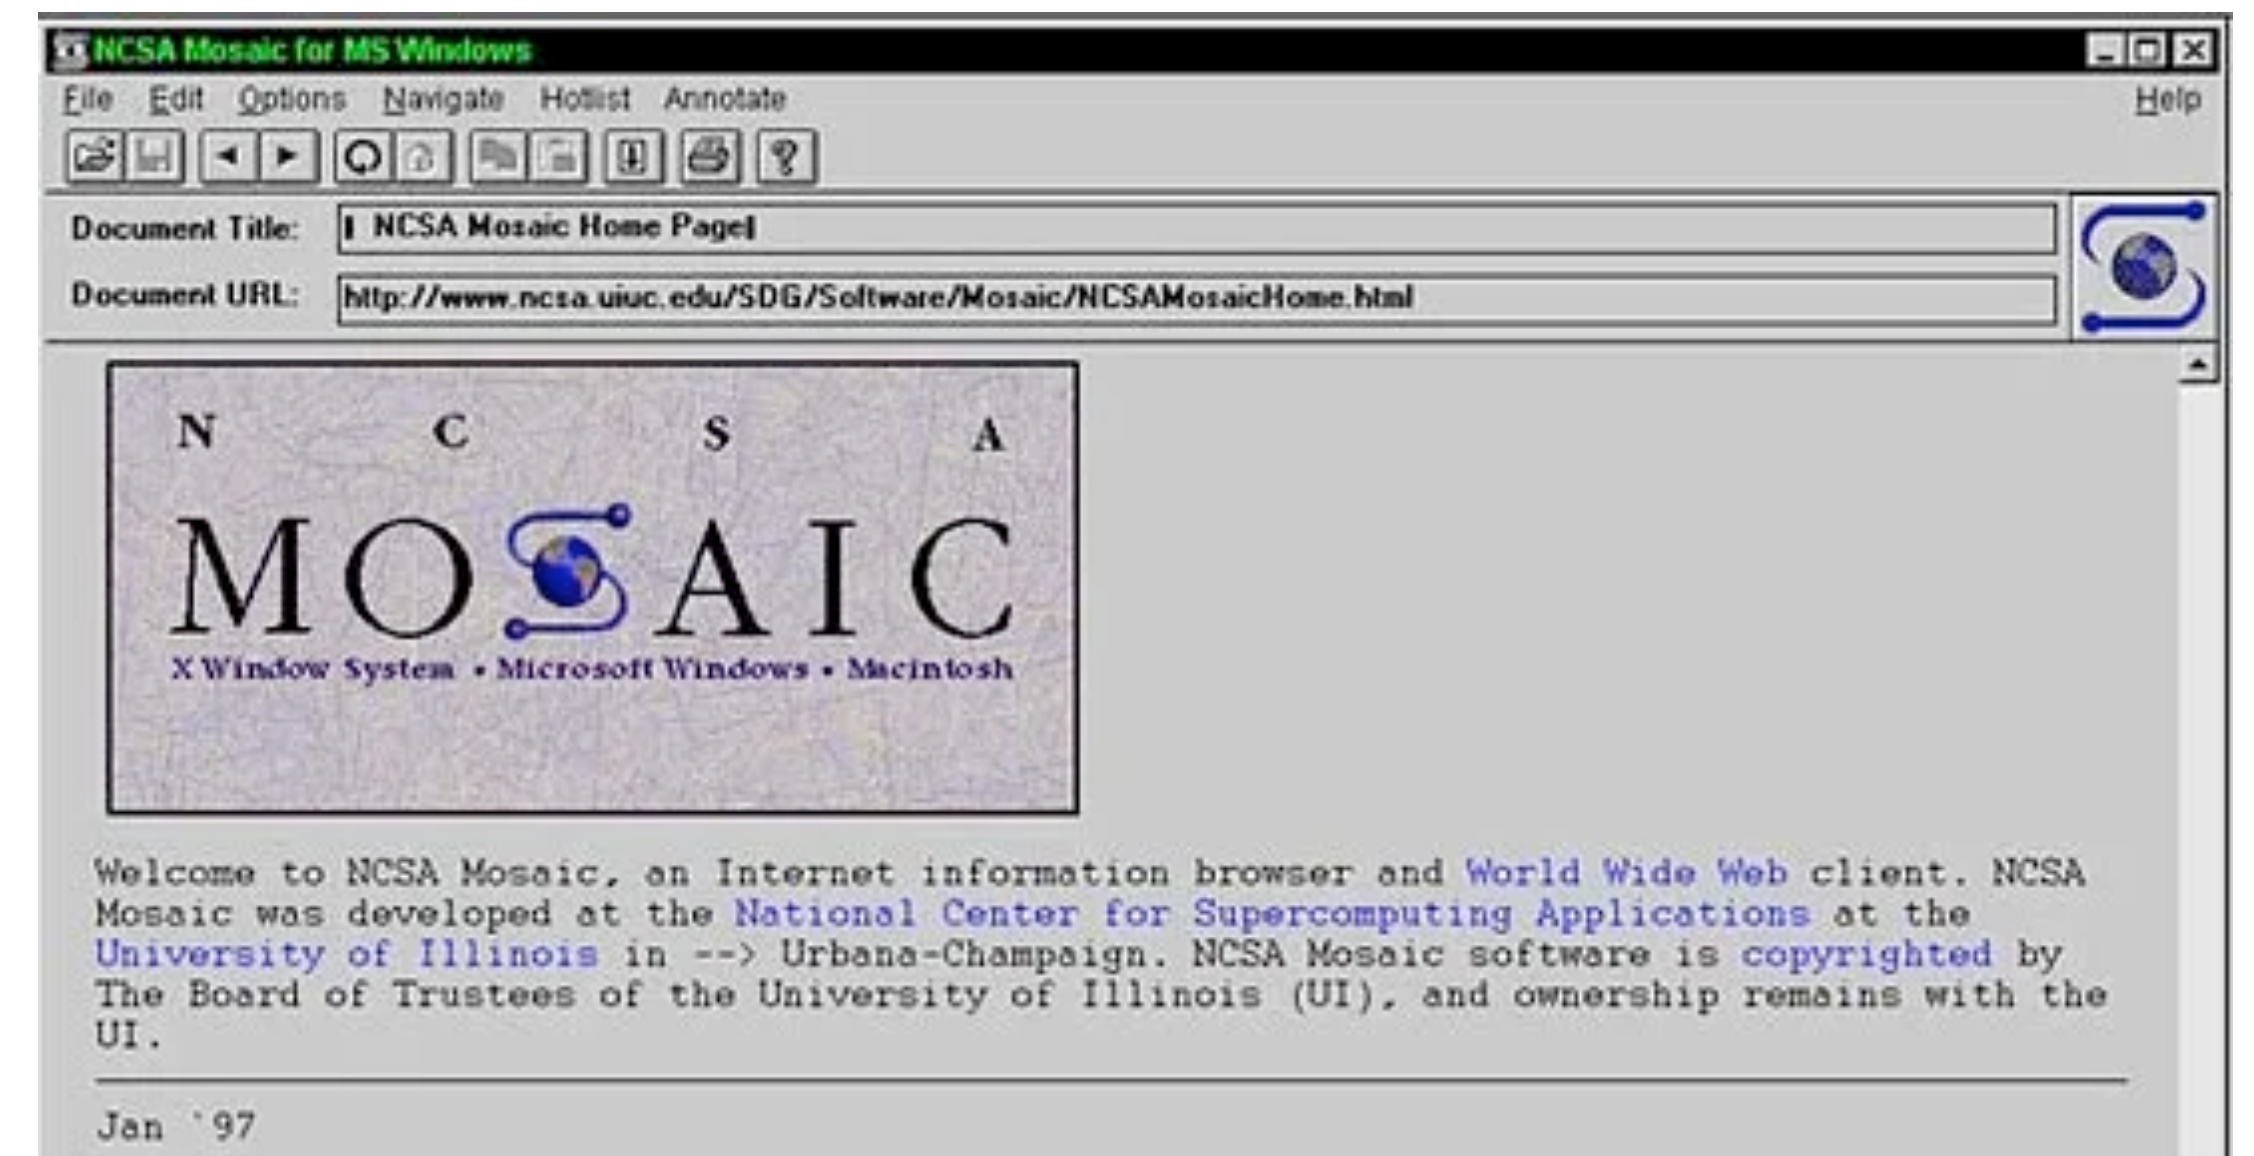 NCSA Mosaic for MS Windows
File Edit Options Navigate Hotlist Annotate Help
Document Title: NCSA Mosaic Home Page
Document URL: http://www.ncsa.uiuc.edu/SDG/Software/Mosaic/NCSAMosaicHome.html
N C S A
MOSAIC
X Window System • Microsoft Windows • Macintosh
Welcome to NCSA Mosaic, an Internet information browser and World Wide Web client. NCSA
Mosaic was developed at the National Center for Supercomputing Applications at the
University of Illinois in --> Urbana-Champaign. NCSA Mosaic software is copyrighted by
The Board of Trustees of the University of Illinois (UI), and ownership remains with the
UI.
Jan `97